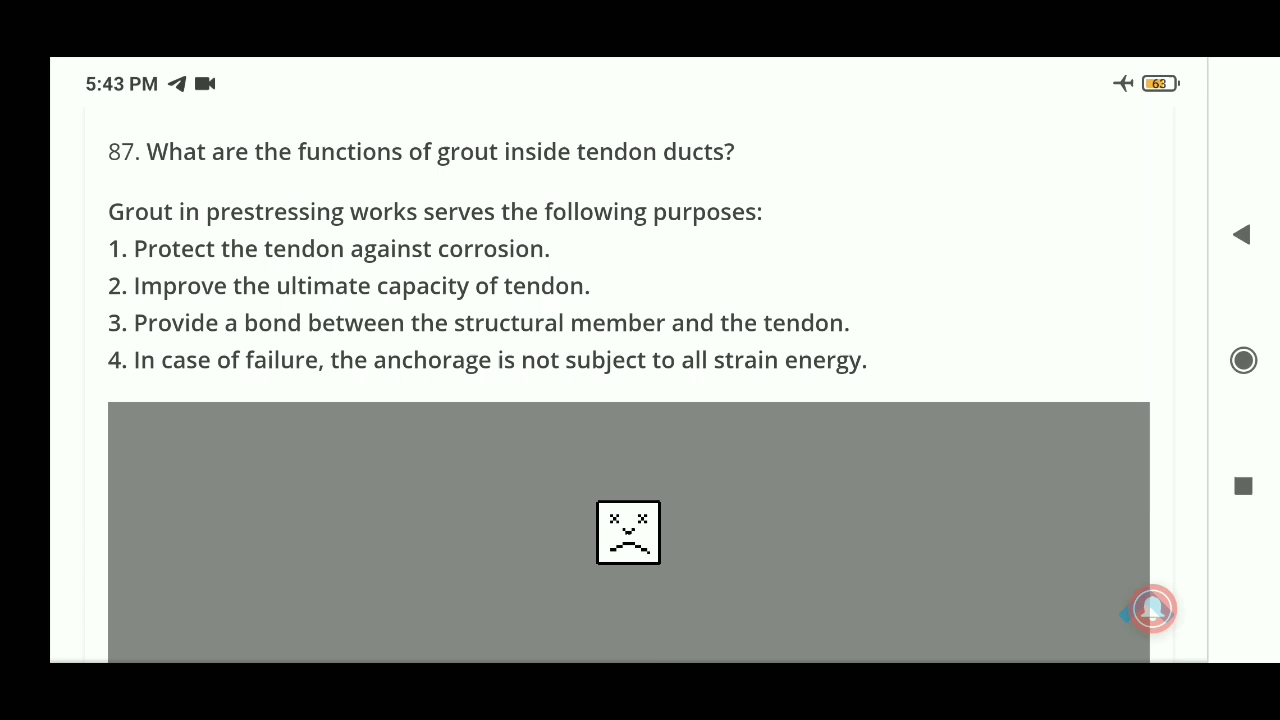 5:43 PM
63
87. What are the functions of grout inside tendon ducts?
Grout in prestressing works serves the following purposes:
1. Protect the tendon against corrosion.
2. Improve the ultimate capacity of tendon.
3. Provide a bond between the structural member and the tendon.
4. In case of failure, the anchorage is not subject to all strain energy.